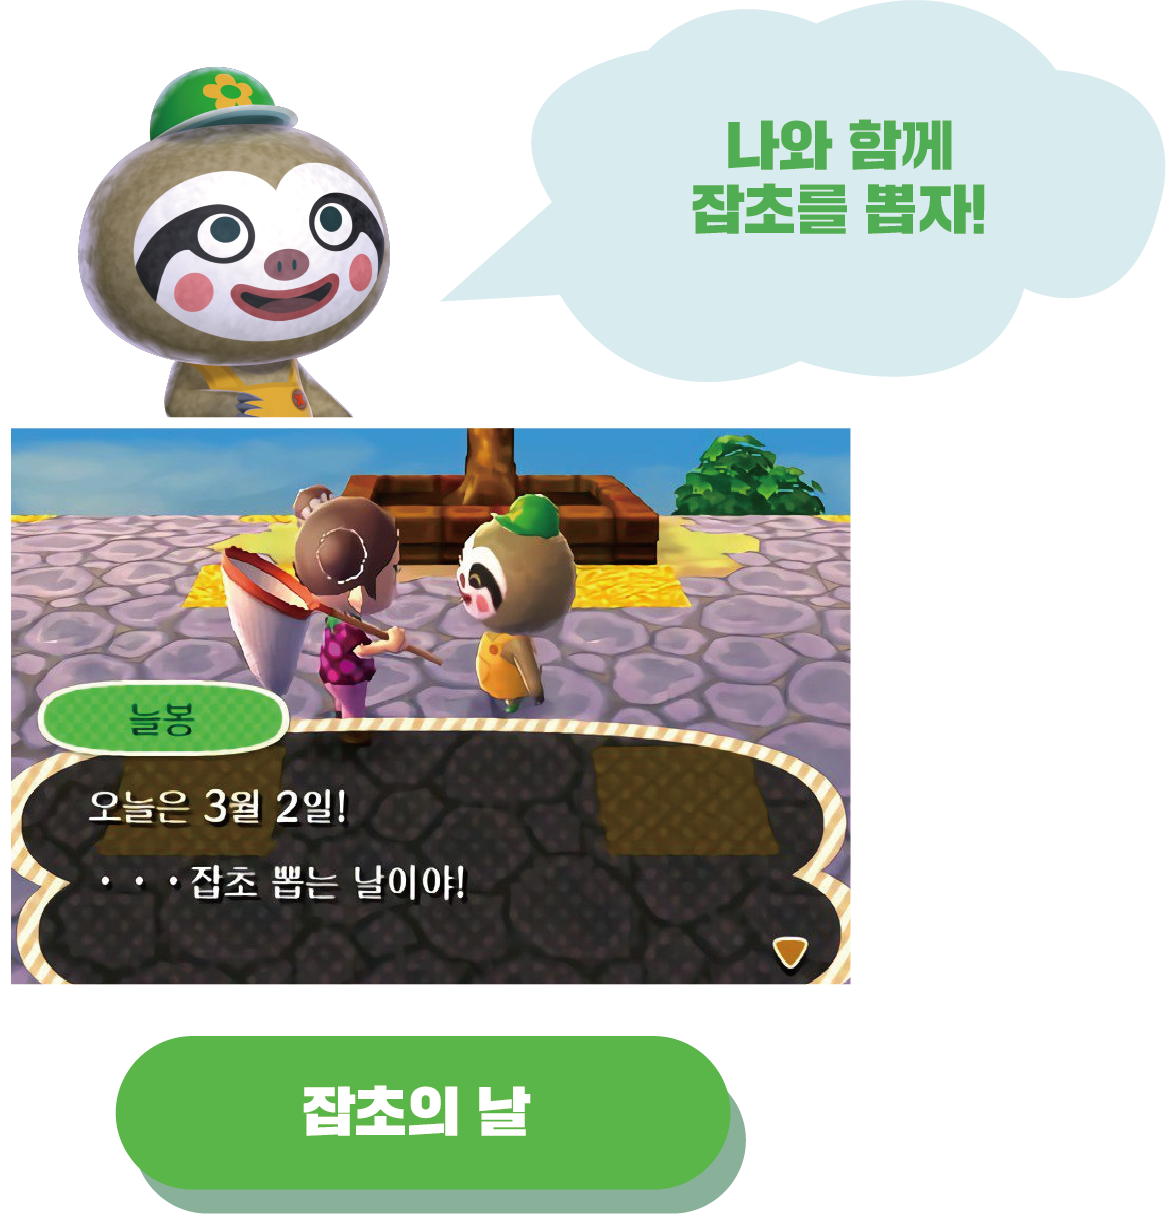 나와 함께
잡초를 뽑자!
늘봉
오늘은 3월 2일!
・・・잡초 뽑는 날이야!
잡초의 날